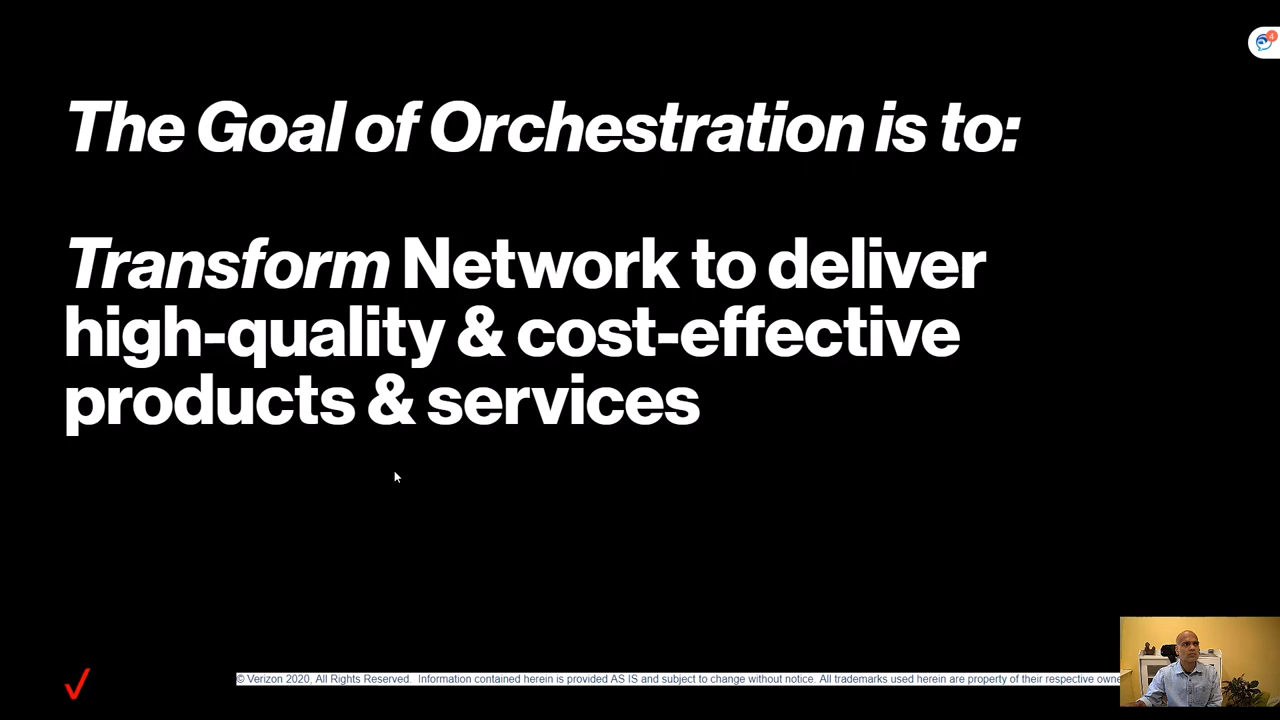 4
The Goal of Orchestration is to:
Transform Network to deliver
high-quality & cost-effective
products & services
© Verizon 2020, All Rights Reserved. Information contained herein is provided AS IS and subject to change without notice. All trademarks used herein are property of their respective owne